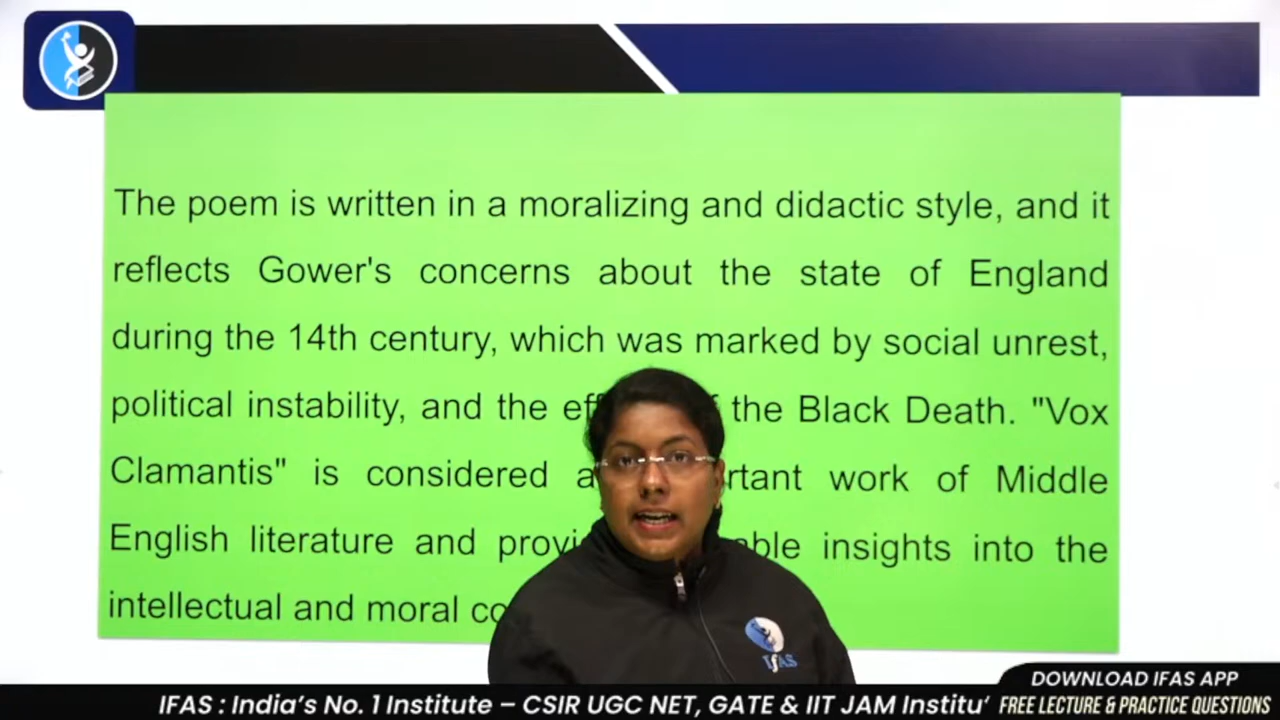 The poem is written in a moralizing and didactic style, and it
reflects Gower's concerns about the state of England
during the 14th century, which was marked by social unrest,
political instability, and the the Black Death. "Vox
Clamantis" is considered work of Middle
English literature and insights into the
intellectual and moral
IFAS
DOWNLOAD IFAS APP
IFAS : India's No. 1 Institute – CSIR UGC NET, GATE & IIT JAM Institu'
FREE LECTURE & PRACTICE QUESTIONS